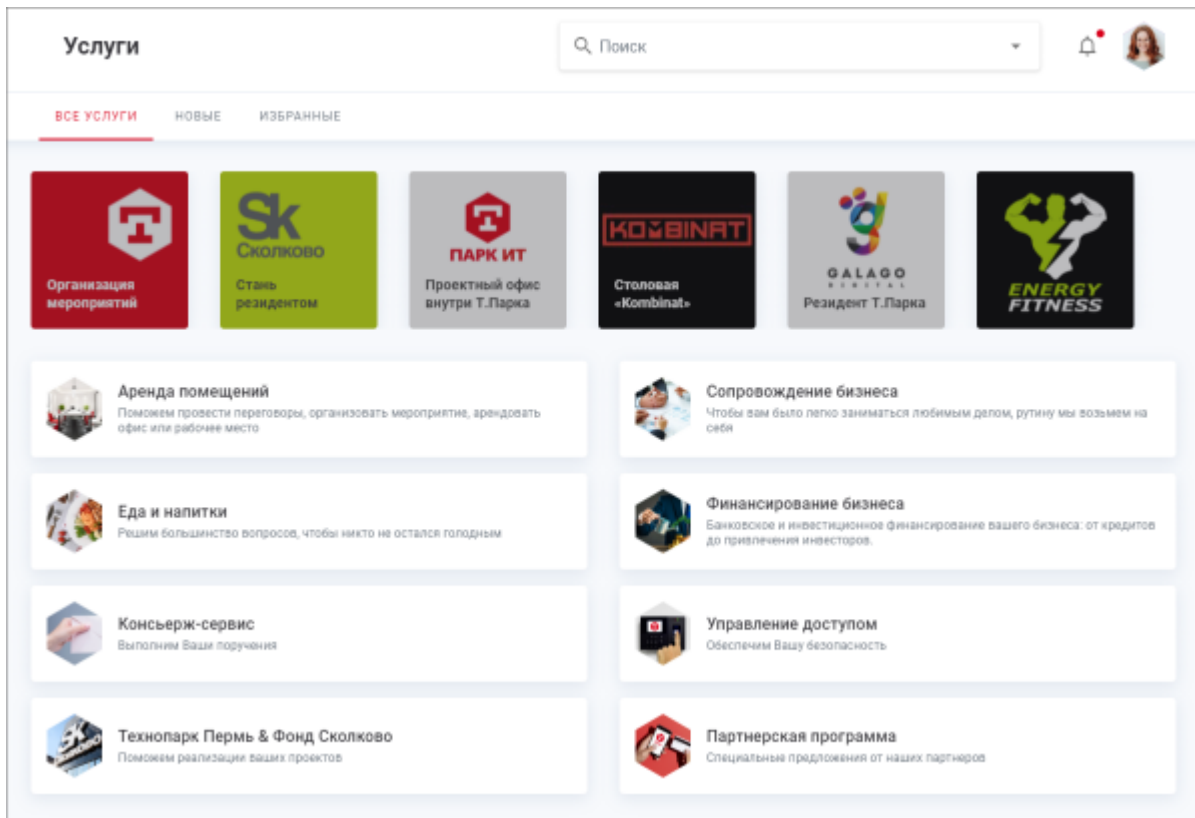 Услуги
Поиск
ВСЕ УСЛУГИ
НОВЫЕ
ИЗБРАННЫЕ
Организация
мероприятий
Sk
Сколково
Стань
резидентом
ПАРК ИТ
Проектный офис
внутри Т.Парка
KOMBINAT
Столовая
«Kombinat»
GALAGO
DIGITAL
Резидент Т.Парка
ENERGY
FITNESS
Аренда помещений
Поможем провести переговоры, организовать мероприятие, арендовать
офис или рабочее место
Сопровождение бизнеса
Чтобы вам было легко заниматься любимым делом, рутину мы возьмем на
себя
Еда и напитки
Решим большинство вопросов, чтобы никто не остался голодным
Финансирование бизнеса
Банковское и инвестиционное финансирование вашего бизнеса: от кредитов
до привлечения инвесторов.
Консьерж-сервис
Выполним Ваши поручения
Управление доступом
Обеспечим Вашу безопасность
Технопарк Пермь & Фонд Сколково
Поможем реализации ваших проектов
Партнерская программа
Специальные предложения от наших партнеров